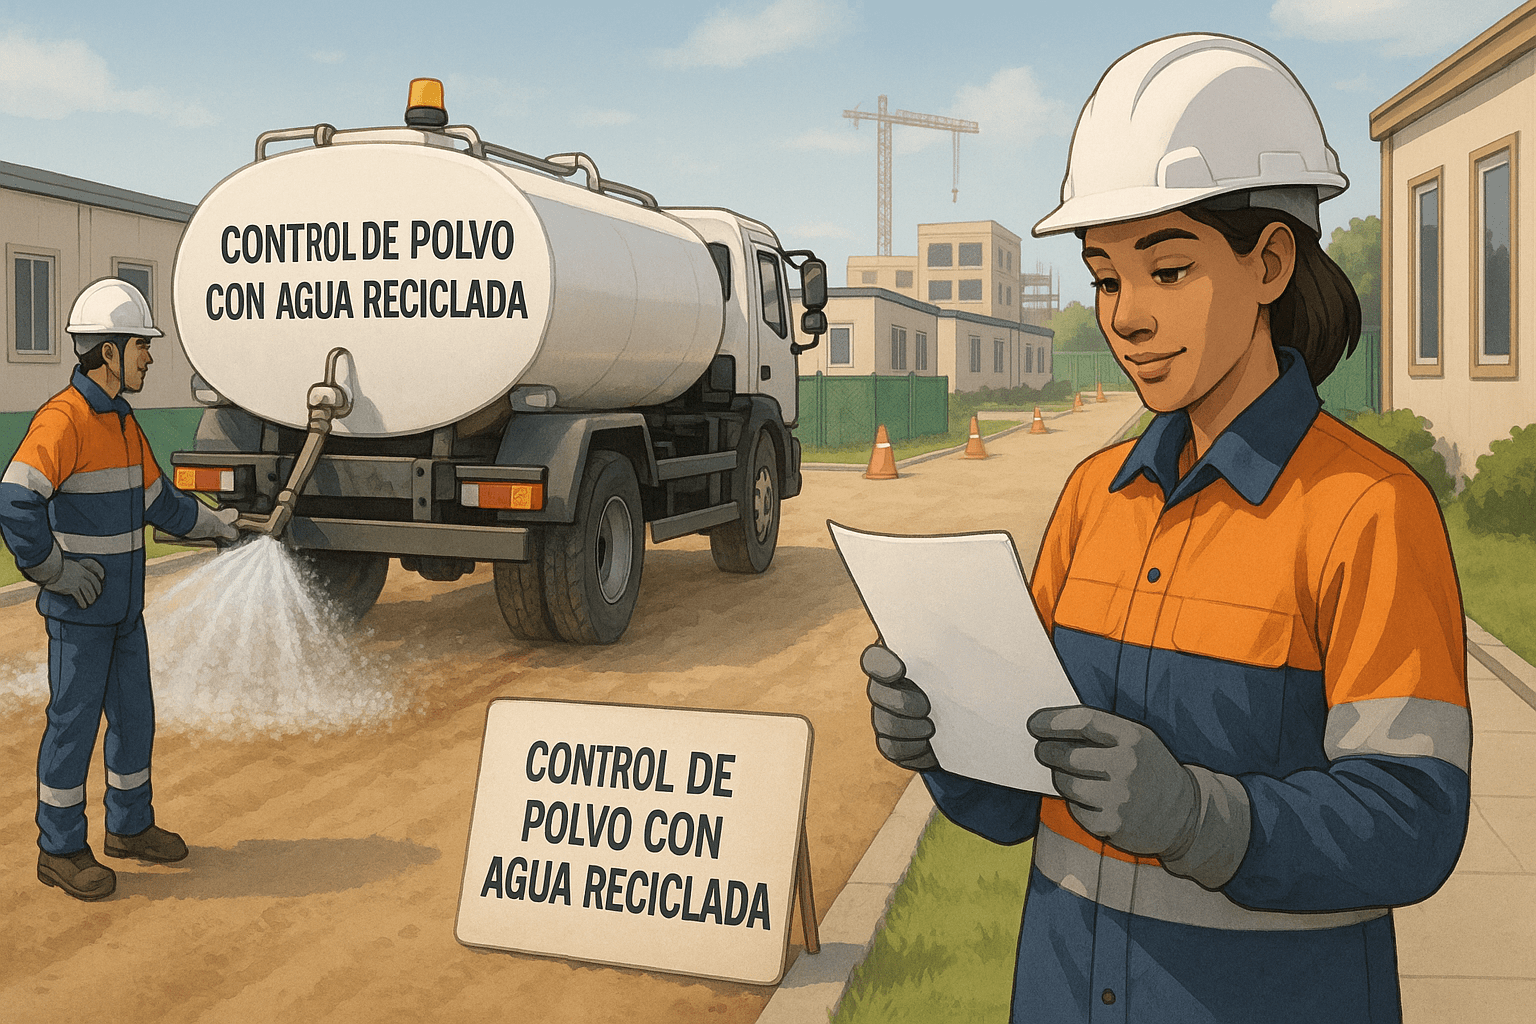 CONTROL DE POLVO
CON AGUA RECICLADA
CONTROL DE
POLVO CON
AGUA RECICLADA